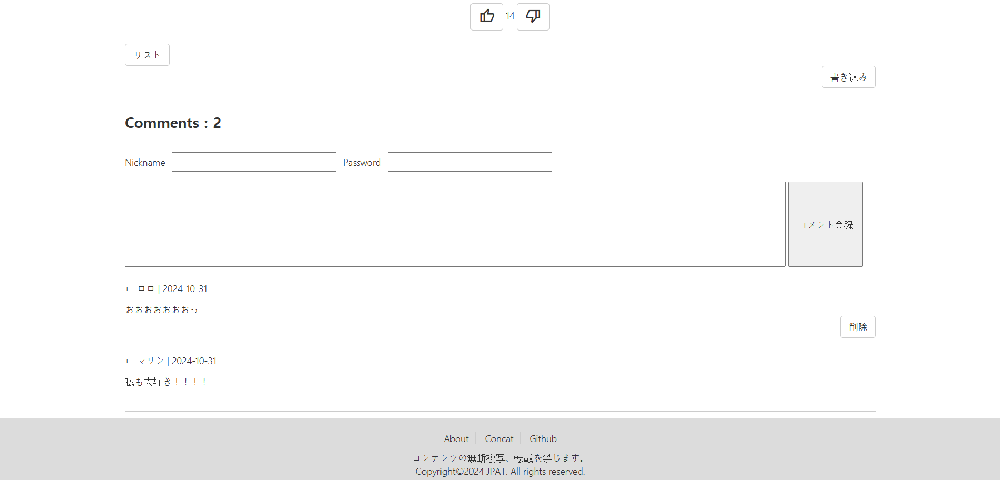 14
リスト
書き込み
Comments : 2
Nickname Password
コメント登録
ㄴ ロロ | 2024-10-31
おおおおおおおっ
削除
ㄴ マリン | 2024-10-31
私も大好き！！！！
About Concat Github
コンテンツの無断複写、転載を禁じます。
Copyright©2024 JPAT. All rights reserved.